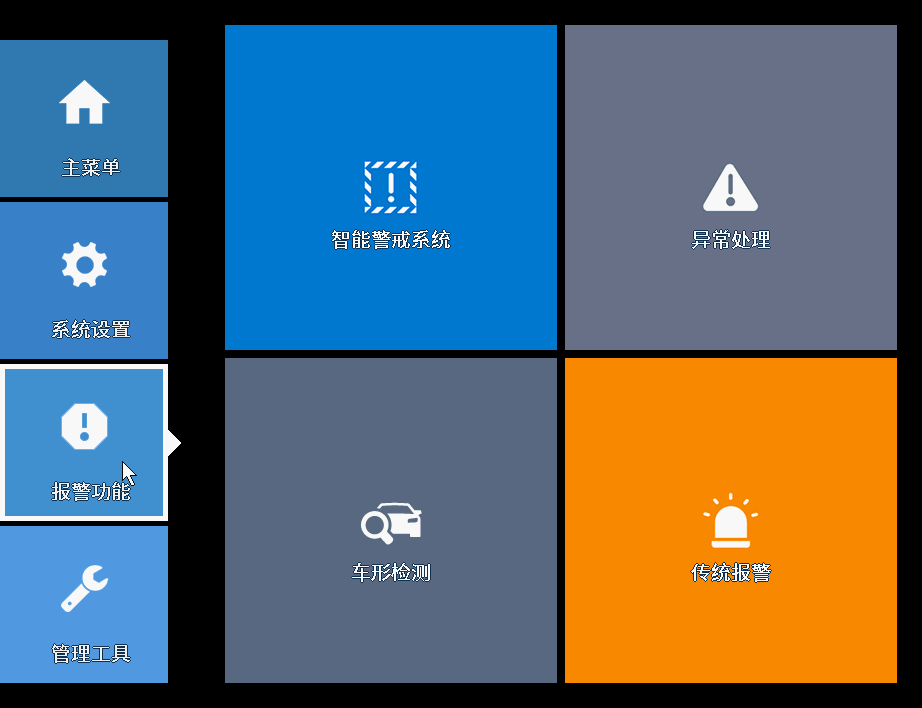 主菜单
系统设置
报警功能
管理工具
智能警戒系统
异常处理
车形检测
传统报警